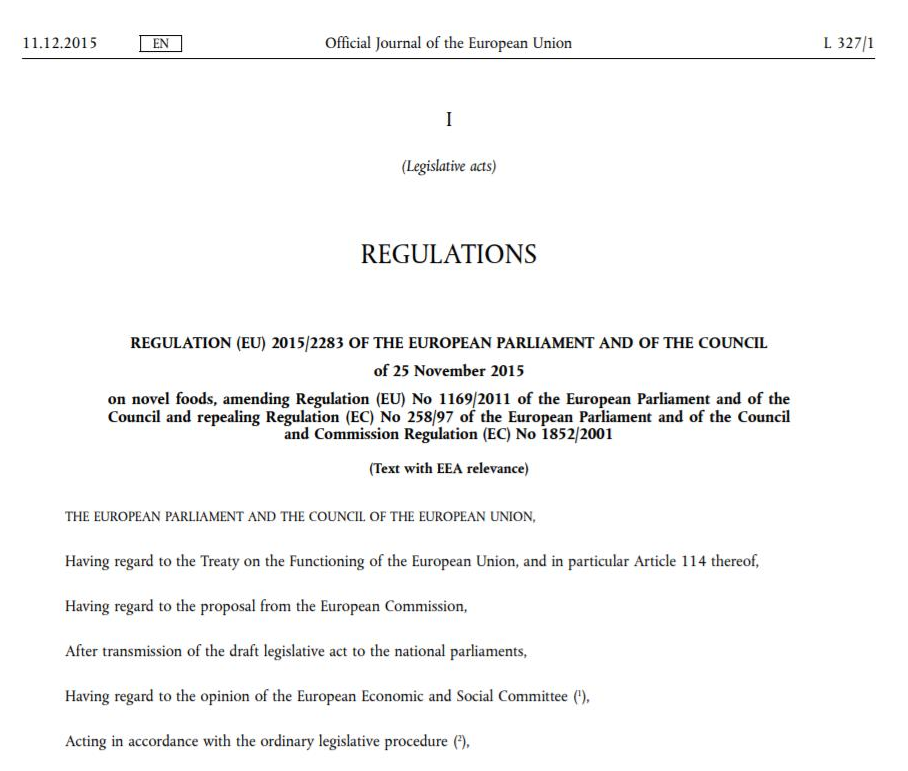 11.12.2015 EN Official Journal of the European Union L 327/1
I
(Legislative acts)
REGULATIONS
REGULATION (EU) 2015/2283 OF THE EUROPEAN PARLIAMENT AND OF THE COUNCIL
of 25 November 2015
on novel foods, amending Regulation (EU) No 1169/2011 of the European Parliament and of the
Council and repealing Regulation (EC) No 258/97 of the European Parliament and of the Council
and Commission Regulation (EC) No 1852/2001
(Text with EEA relevance)
THE EUROPEAN PARLIAMENT AND THE COUNCIL OF THE EUROPEAN UNION,
Having regard to the Treaty on the Functioning of the European Union, and in particular Article 114 thereof,
Having regard to the proposal from the European Commission,
After transmission of the draft legislative act to the national parliaments,
Having regard to the opinion of the European Economic and Social Committee (¹),
Acting in accordance with the ordinary legislative procedure (²),